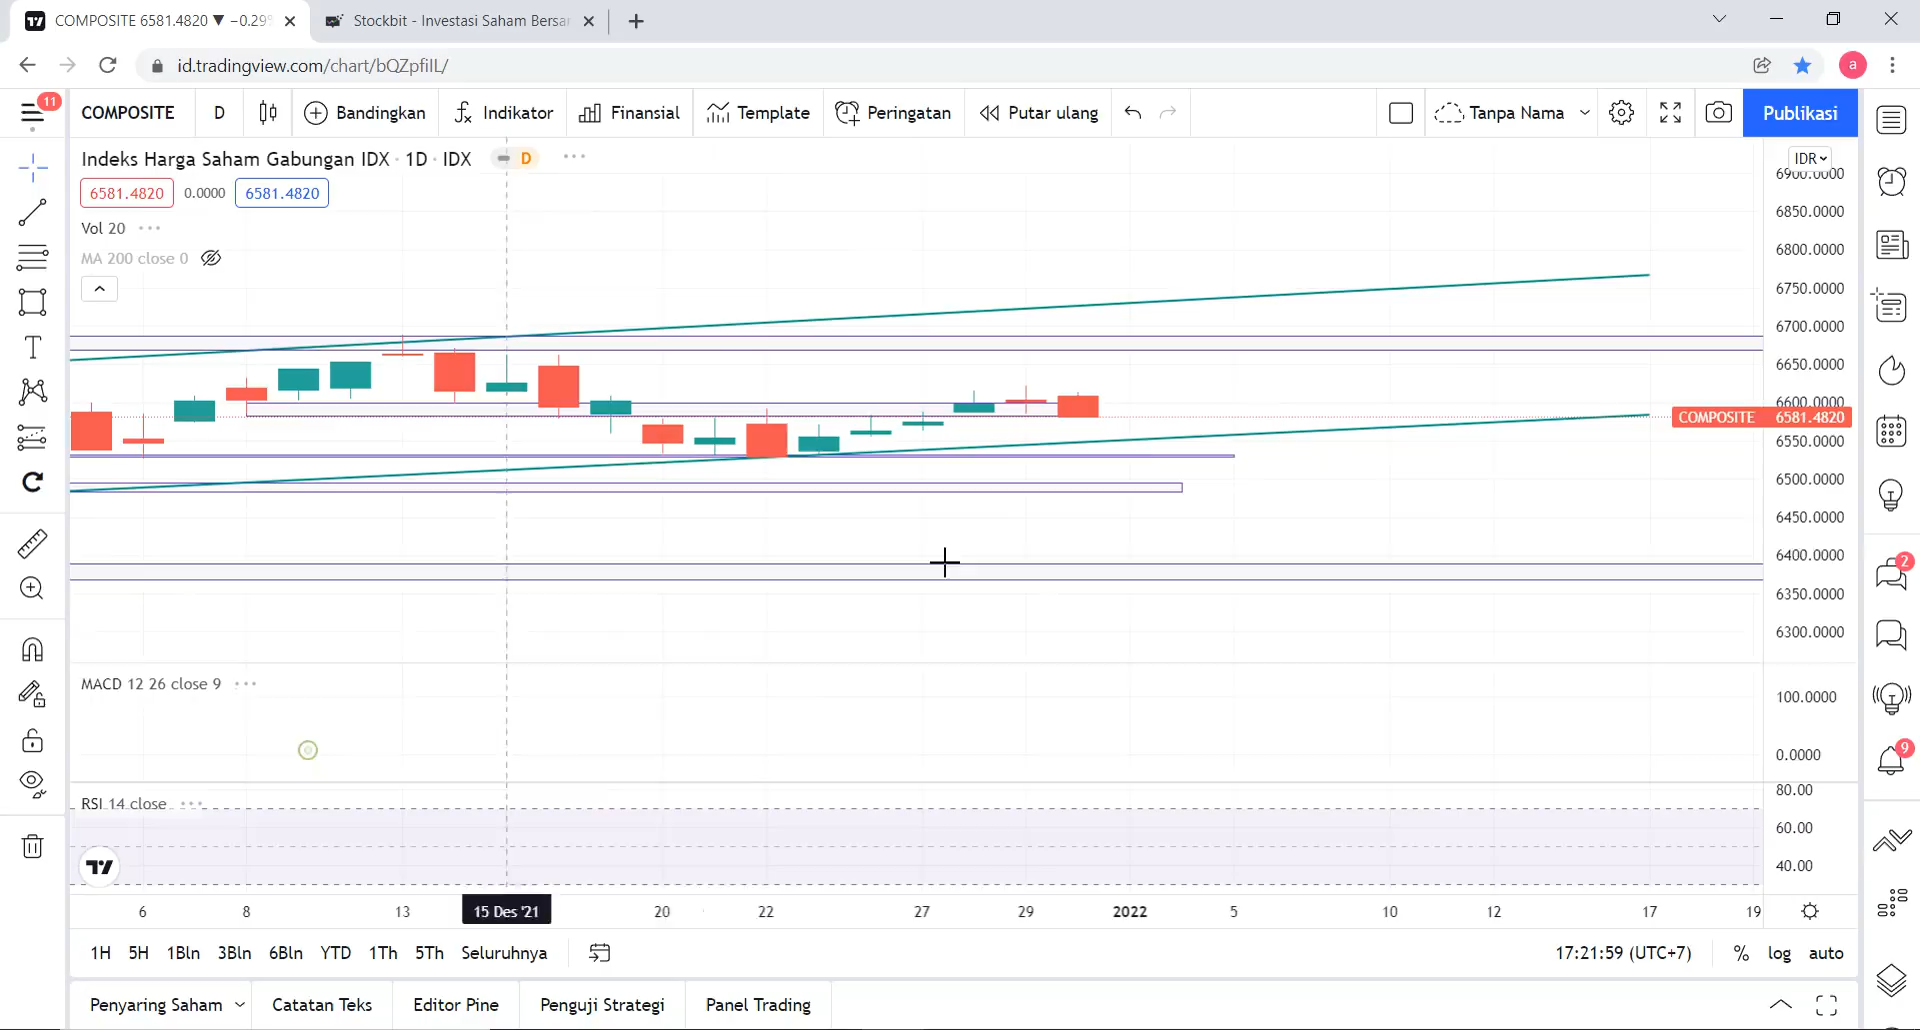 COMPOSITE 6581.4820 ▼ −0.29%
Stockbit - Investasi Saham Bersar
id.tradingview.com/chart/bQZpfiIL/
a
11
COMPOSITE
D
Bandingkan
Indikator
Finansial
Template
Peringatan
Putar ulang
Tanpa Nama
Publikasi
Indeks Harga Saham Gabungan IDX · 1D · IDX
D
IDR
6581.4820
0.0000
6581.4820
Vol 20
MA 200 close 0
6900.0000
6850.0000
6800.0000
6750.0000
6700.0000
6650.0000
6600.0000
COMPOSITE 6581.4820
6550.0000
6500.0000
6450.0000
6400.0000
6350.0000
6300.0000
2
9
MACD 12 26 close 9
100.0000
0.0000
RSI 14 close
80.00
60.00
40.00
6
8
13
15 Des '21
20
22
27
29
2022
5
10
12
17
19
1H
5H
1Bln
3Bln
6Bln
YTD
1Th
5Th
Seluruhnya
17:21:59 (UTC+7)
%
log
auto
Penyaring Saham
Catatan Teks
Editor Pine
Penguji Strategi
Panel Trading